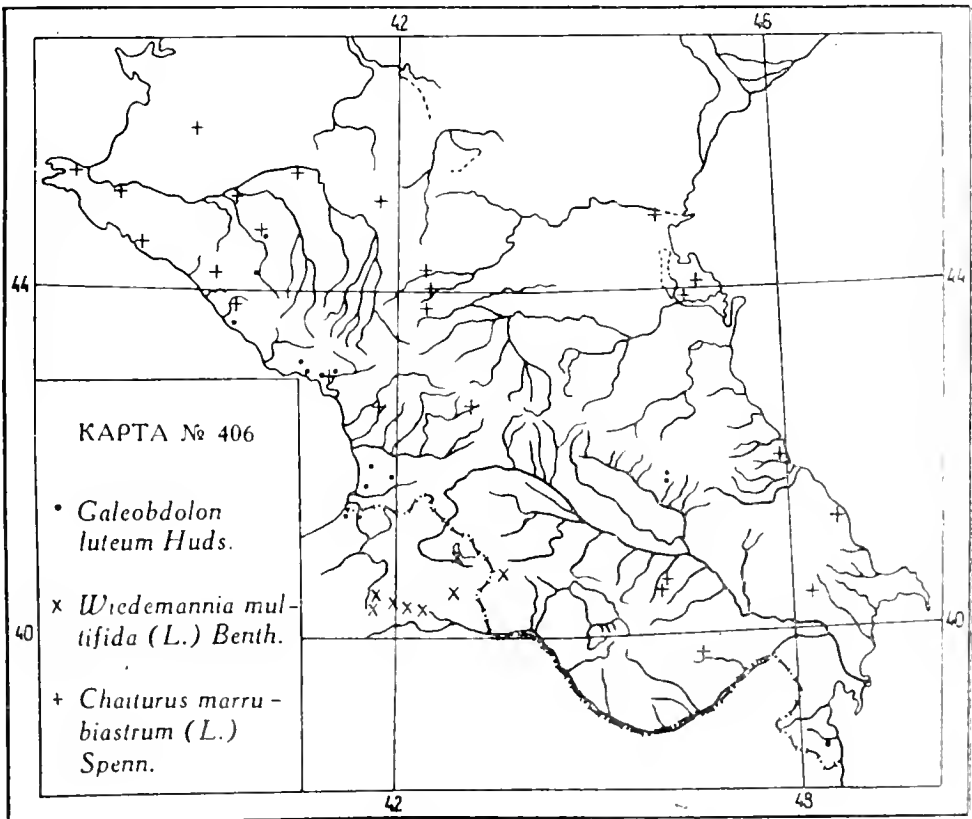 42 46
44 44
КАРТА № 406
• Galeobdolon
luteum Huds.
x Wiedemannia mul-
tifida (L.) Benth.
+ Chaiturus marru-
biastrum (L.)
Spenn.
40 40
42 49